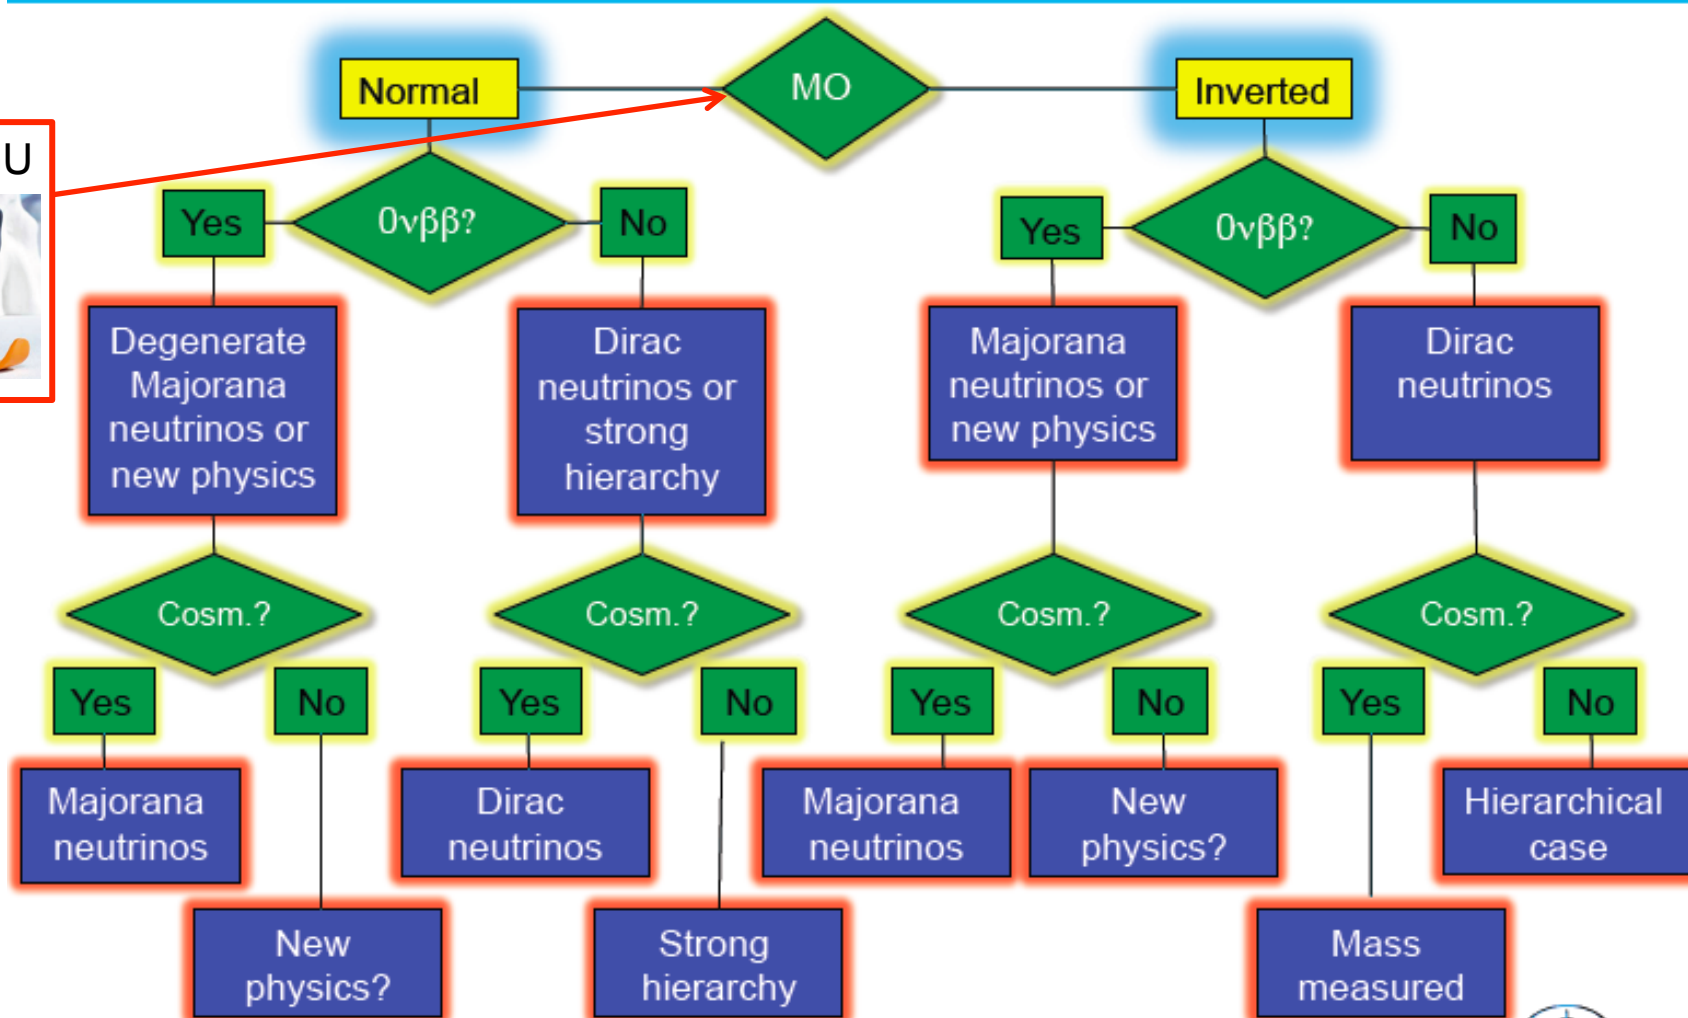 MO
Normal
Inverted
U
Yes
0νββ?
No
Yes
0νββ?
No
Degenerate
Majorana
neutrinos or
new physics
Dirac
neutrinos or
strong
hierarchy
Majorana
neutrinos or
new physics
Dirac
neutrinos
Cosm.?
Cosm.?
Cosm.?
Cosm.?
Yes
No
Yes
No
Yes
No
Yes
No
Majorana
neutrinos
Dirac
neutrinos
Majorana
neutrinos
New
physics?
Hierarchical
case
New
physics?
Strong
hierarchy
Mass
measured